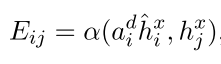 $E_{ij} = \alpha(a_i^d \hat{h}_i^x, h_j^x),$